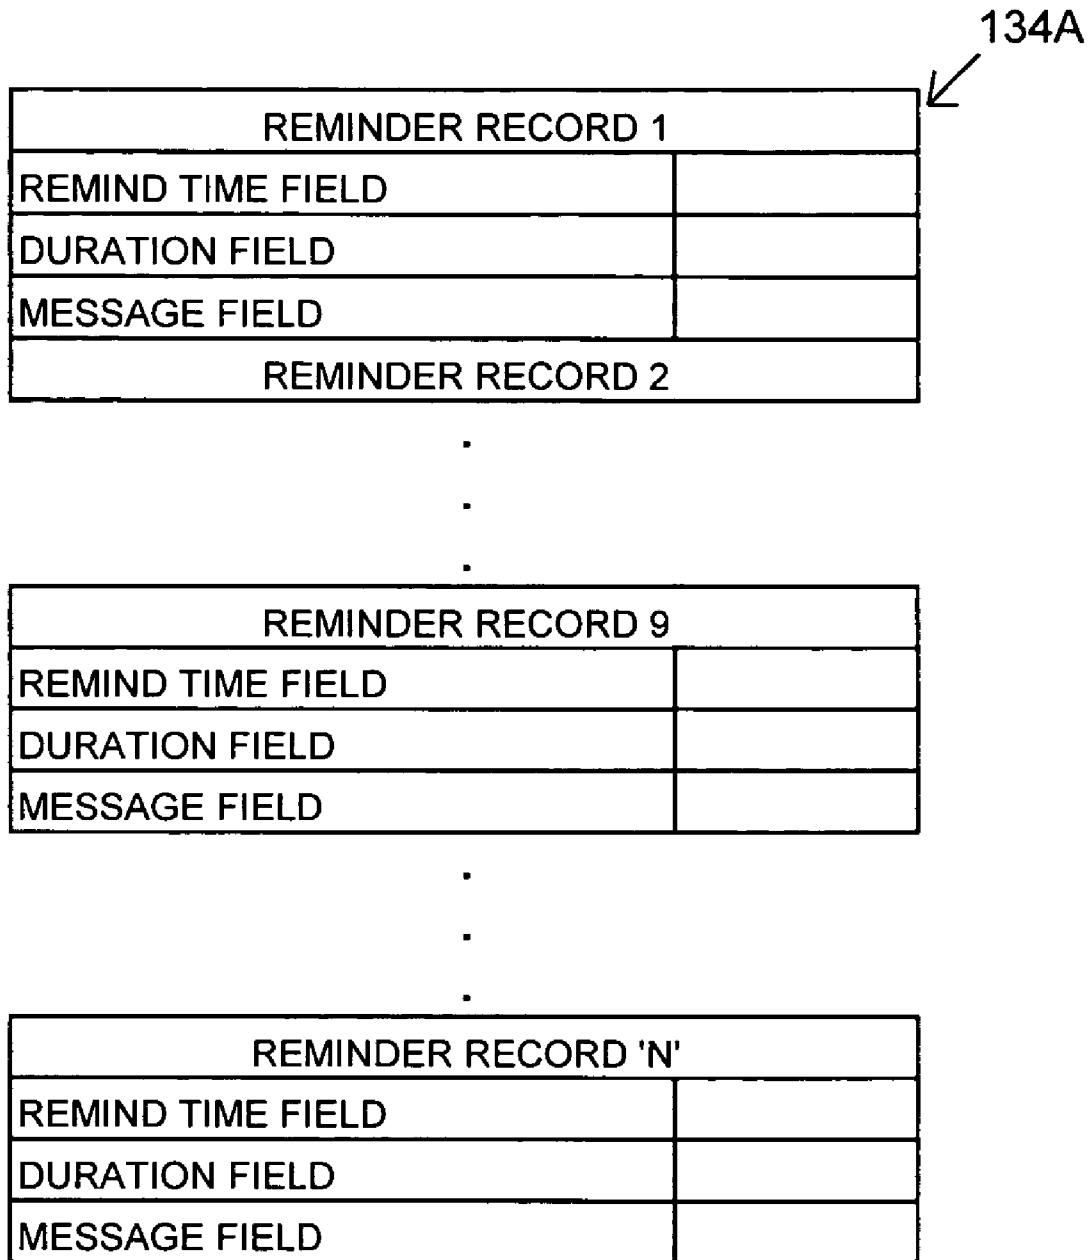 134A
REMINDER RECORD 1
REMIND TIME FIELD
DURATION FIELD
MESSAGE FIELD
REMINDER RECORD 2
.
.
.
REMINDER RECORD 9
REMIND TIME FIELD
DURATION FIELD
MESSAGE FIELD
.
.
.
REMINDER RECORD 'N'
REMIND TIME FIELD
DURATION FIELD
MESSAGE FIELD